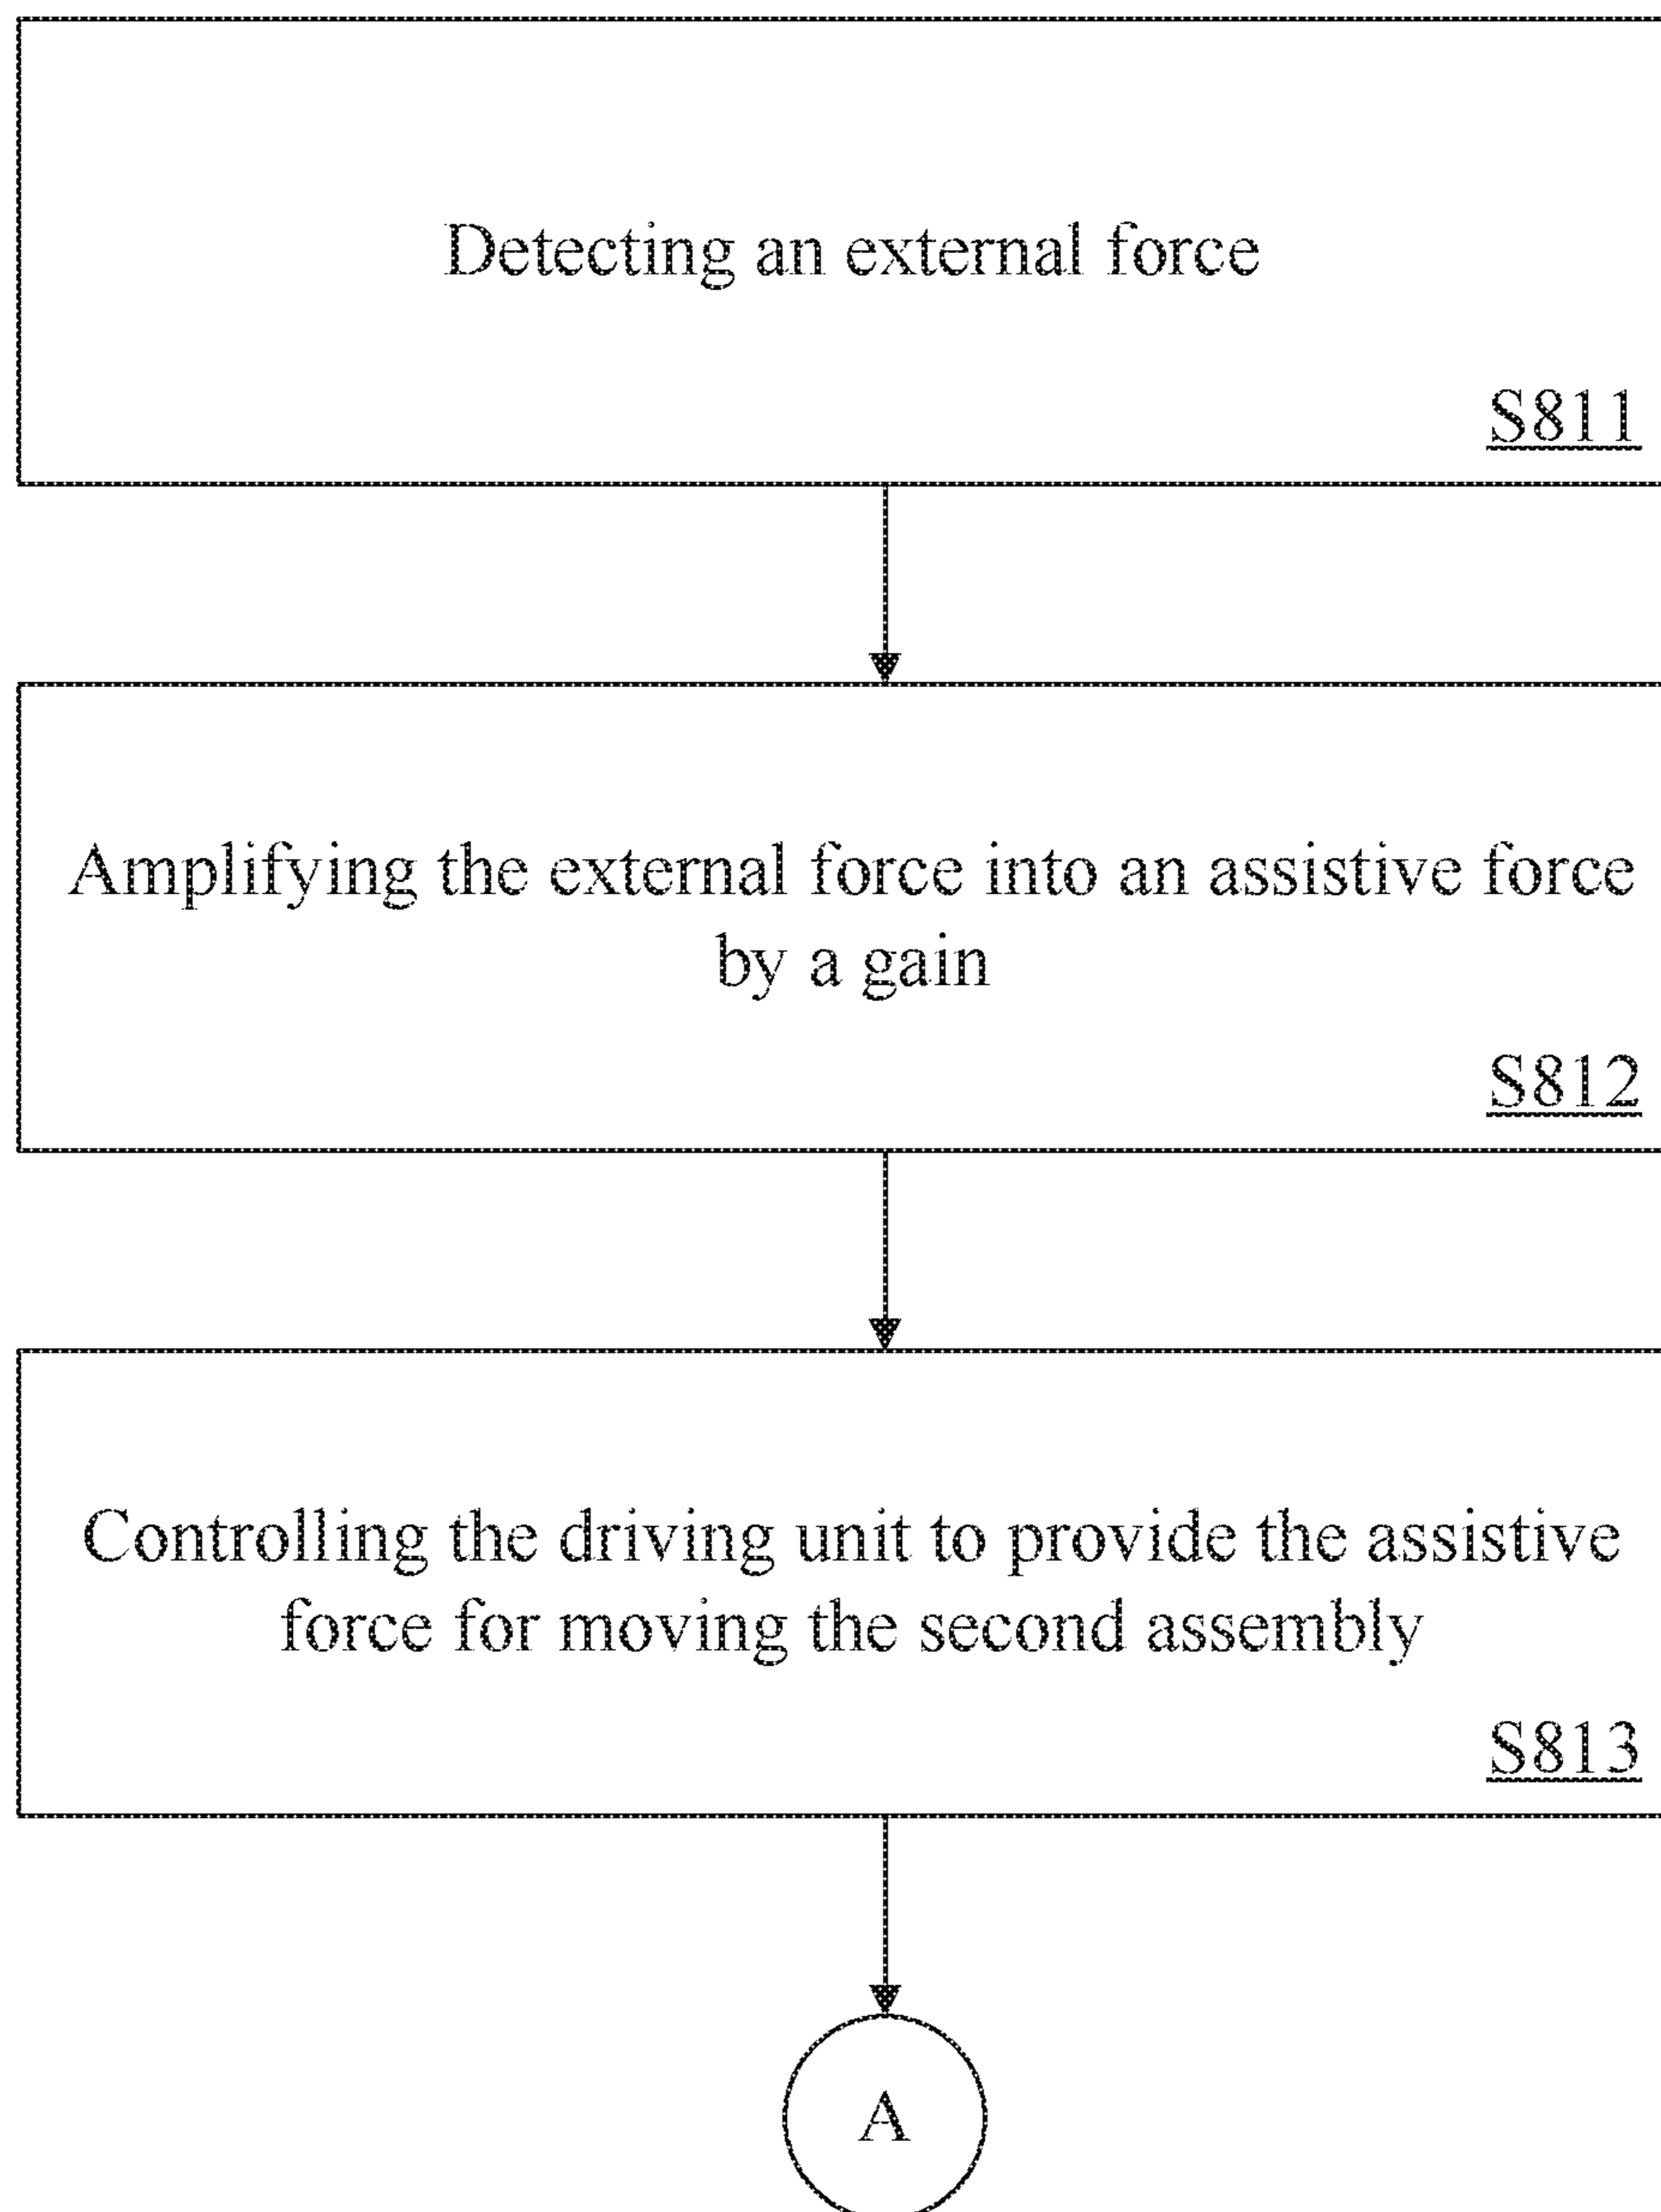 Detecting an external force
S811
Amplifying the external force into an assistive force
by a gain
S812
Controlling the driving unit to provide the assistive
force for moving the second assembly
S813
A